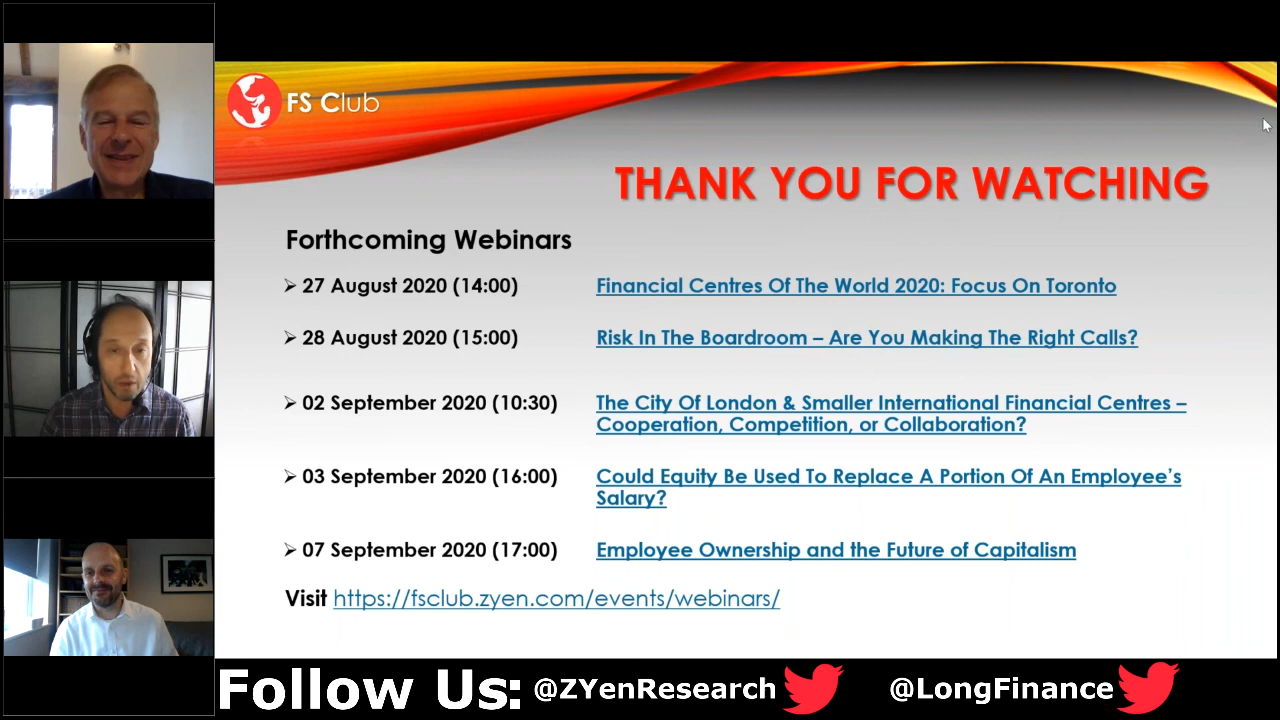 FS Club
THANK YOU FOR WATCHING
Forthcoming Webinars
27 August 2020 (14:00) Financial Centres Of The World 2020: Focus On Toronto
28 August 2020 (15:00) Risk In The Boardroom – Are You Making The Right Calls?
02 September 2020 (10:30) The City Of London & Smaller International Financial Centres –
Cooperation, Competition, or Collaboration?
03 September 2020 (16:00) Could Equity Be Used To Replace A Portion Of An Employee’s
Salary?
07 September 2020 (17:00) Employee Ownership and the Future of Capitalism
Visit https://fsclub.zyen.com/events/webinars/
Follow Us: @ZYenResearch @LongFinance